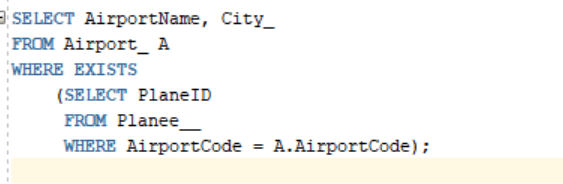 SELECT AirportName, City_
FROM Airport_ A
WHERE EXISTS
(SELECT PlaneID
FROM Planee__
WHERE AirportCode = A.AirportCode);